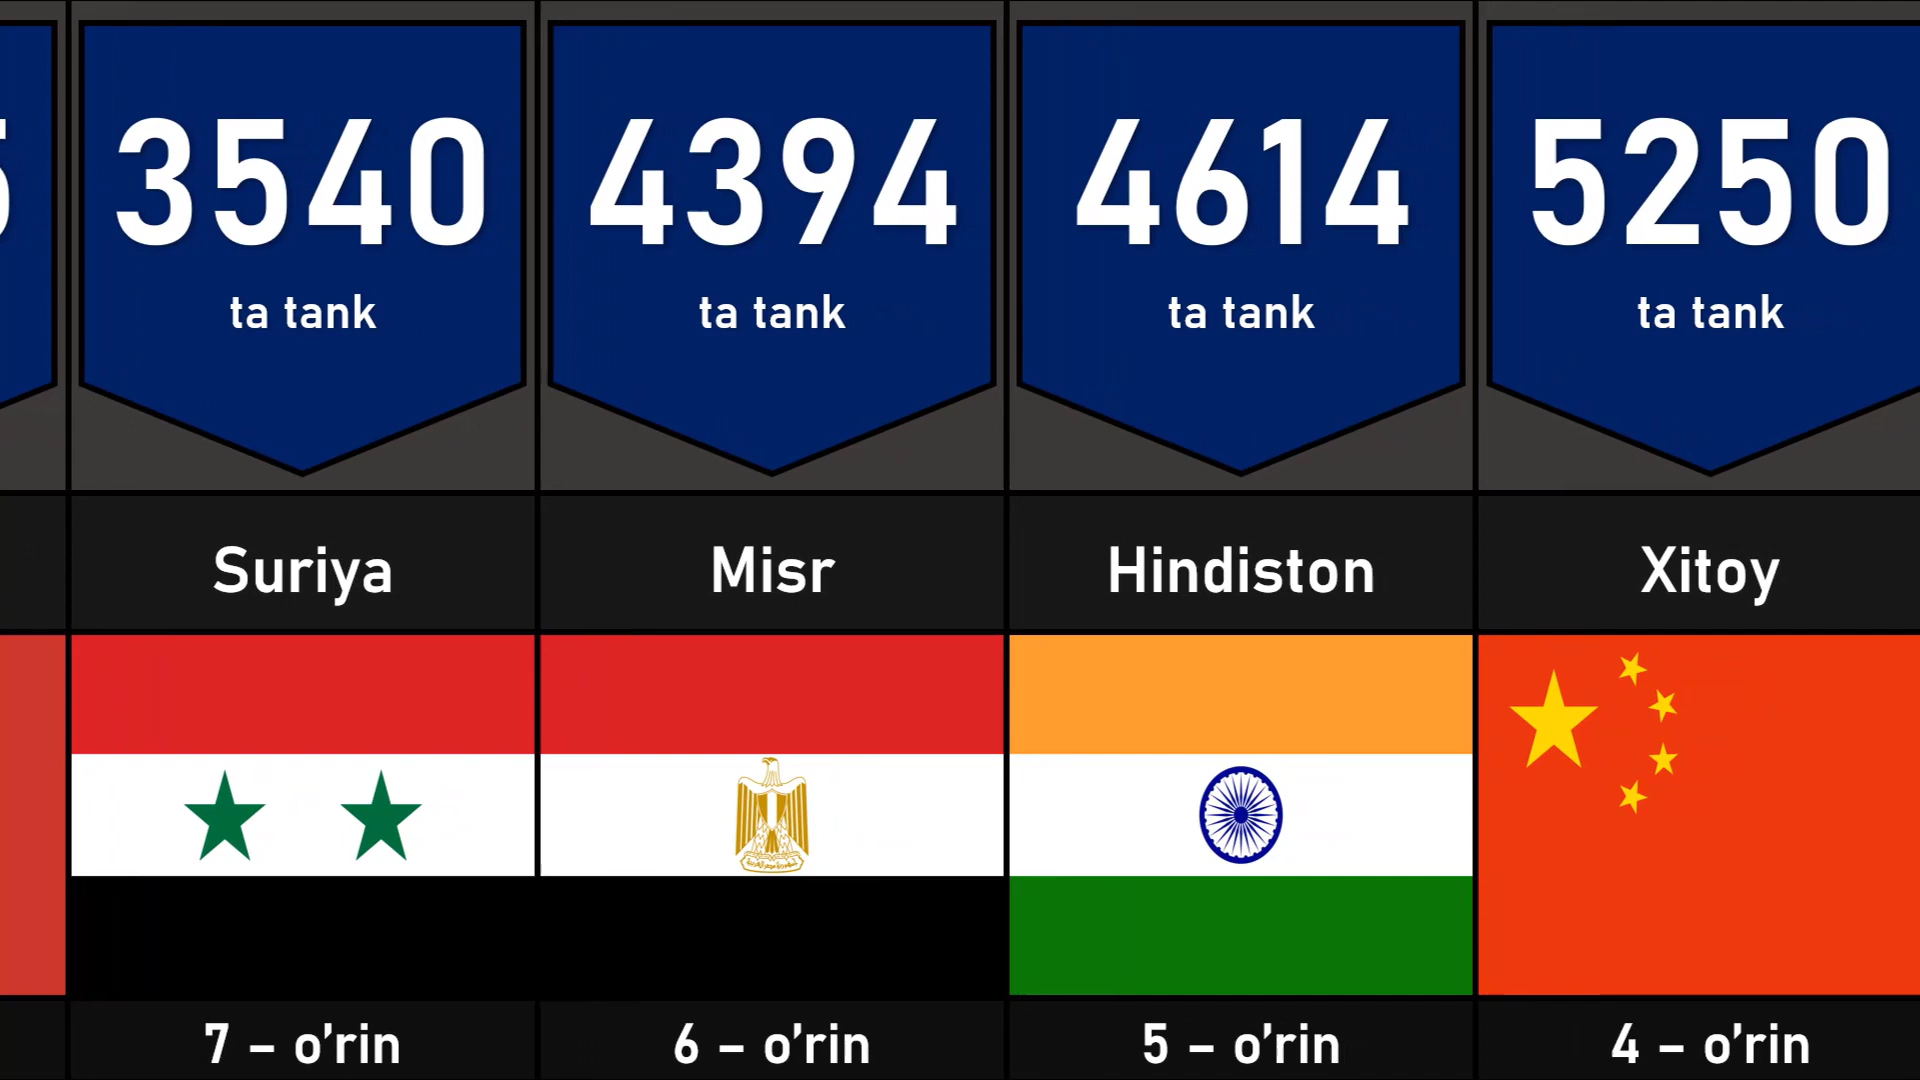 3540
ta tank
Suriya
7 – o’rin
4394
ta tank
Misr
6 – o’rin
4614
ta tank
Hindiston
5 – o’rin
5250
ta tank
Xitoy
4 – o’rin